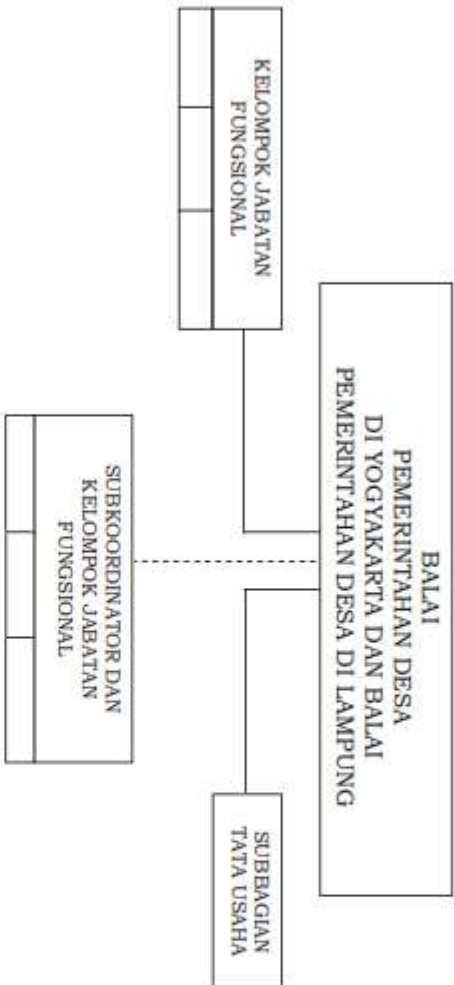 BALAI
PEMERINTAHAN DESA
DI YOGYAKARTA DAN BALAI
PEMERINTAHAN DESA DI LAMPUNG
KELOMPOK JABATAN
FUNGSIONAL
SUBBAGIAN
TATA USAHA
SUBKOORDINATOR DAN
KELOMPOK JABATAN
FUNGSIONAL